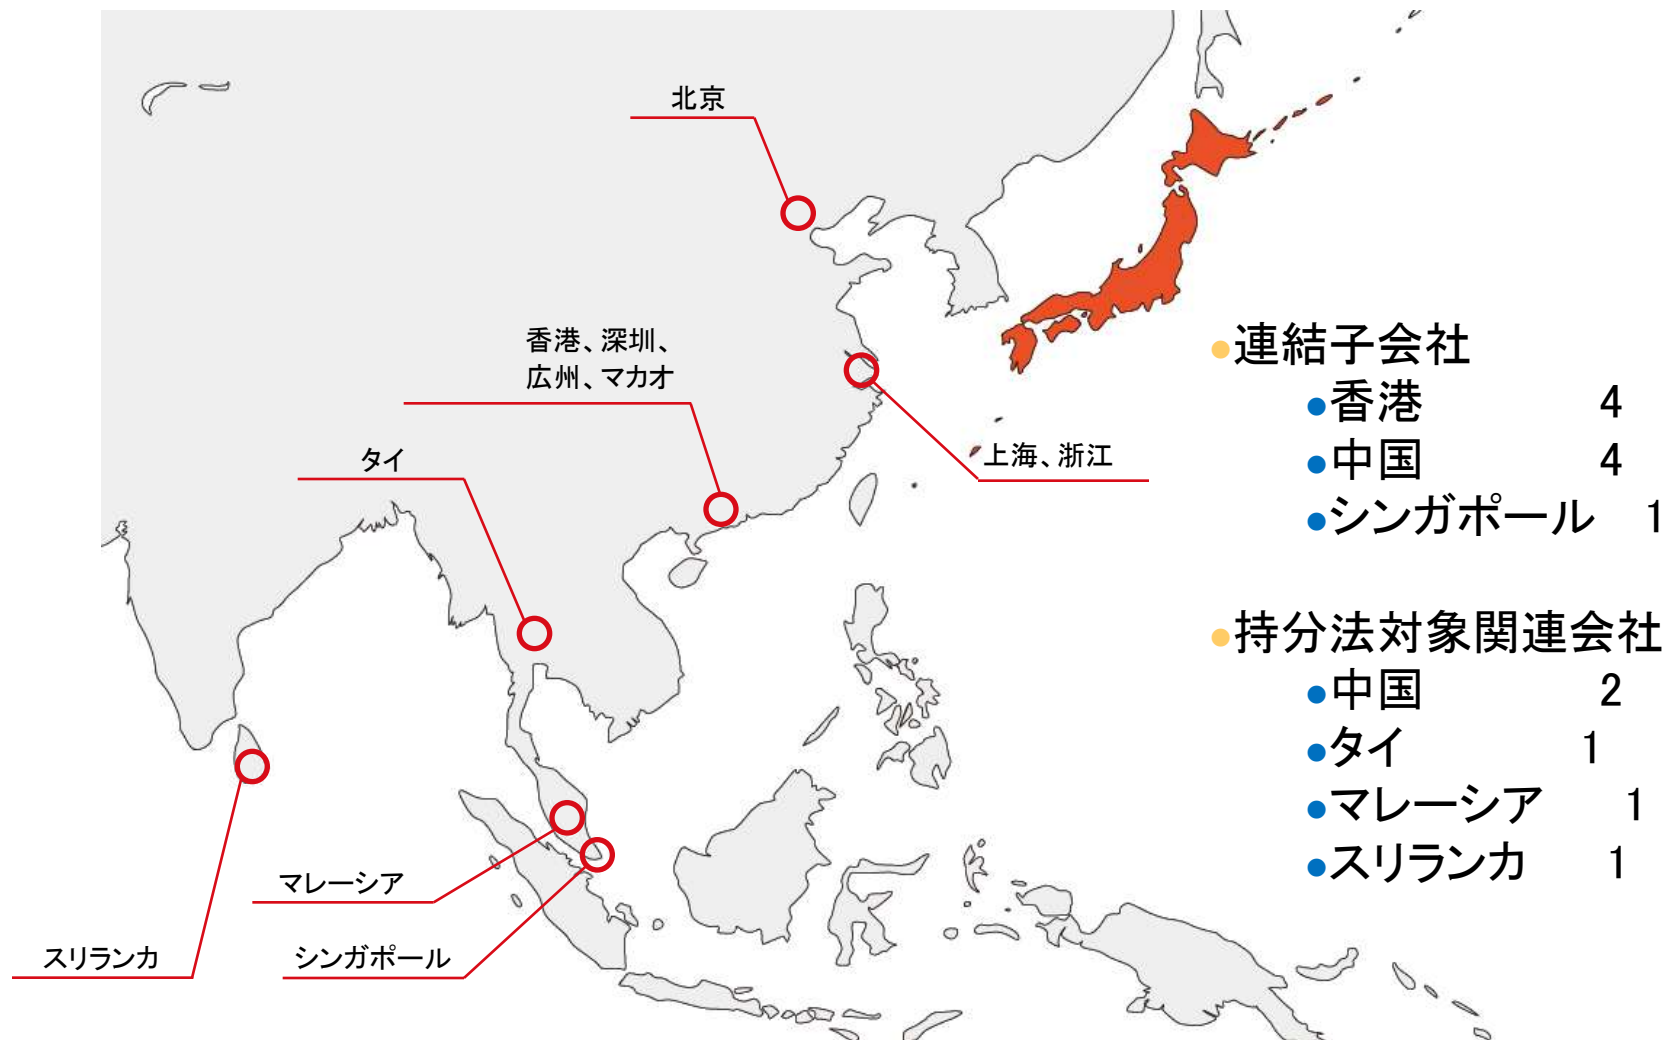 北京
香港、深圳、
広州、マカオ
タイ
上海、浙江
マレーシア
スリランカ
シンガポール
●連結子会社
●香港 4
●中国 4
●シンガポール 1
●持分法対象関連会社
●中国 2
●タイ 1
●マレーシア 1
●スリランカ 1